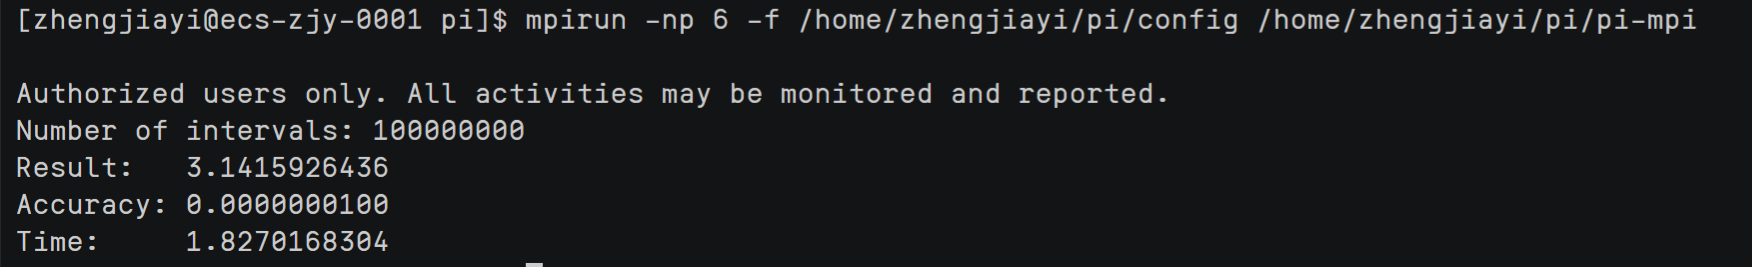 [zhengjiayi@ecs-zjy-0001 pi]$ mpirun -np 6 -f /home/zhengjiayi/pi/config /home/zhengjiayi/pi/pi-mpi
Authorized users only. All activities may be monitored and reported.
Number of intervals: 100000000
Result:   3.1415926436
Accuracy: 0.0000000100
Time:     1.8270168304